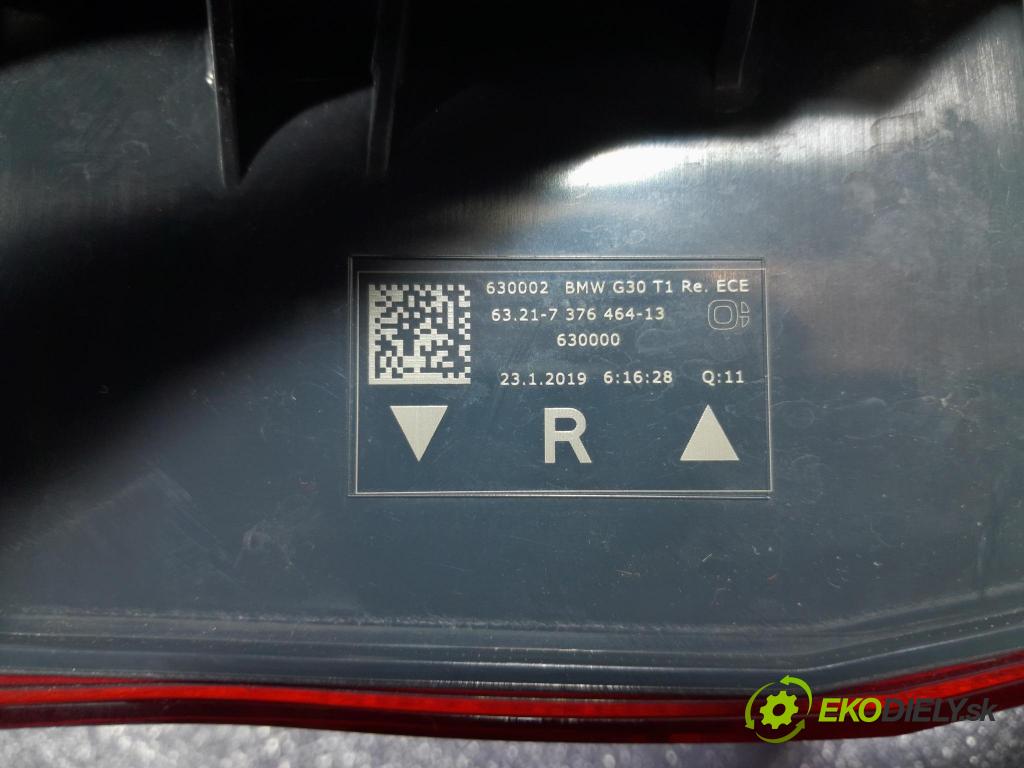 630002 BMW G30 T1 Re. ECE
63.21-7 376 464-13
630000
23.1.2019 6:16:28 Q:11
R
EKODIELY.sk